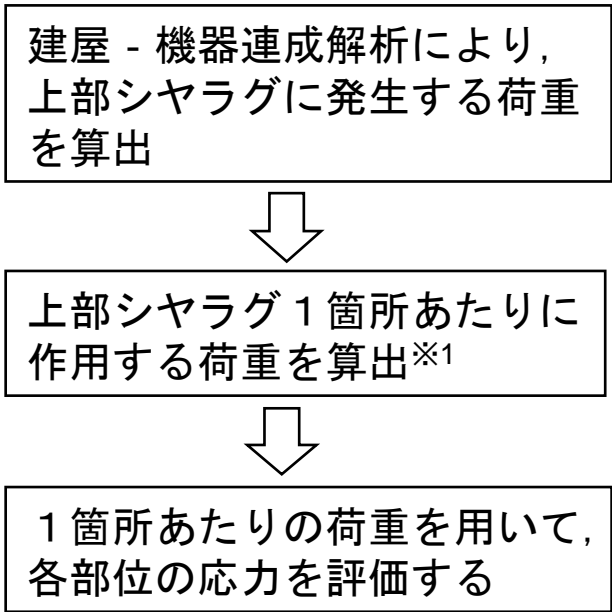 建屋 - 機器連成解析により,
上部シヤラグに発生する荷重
を算出
上部シヤラグ１箇所あたりに
作用する荷重を算出※1
１箇所あたりの荷重を用いて,
各部位の応力を評価する